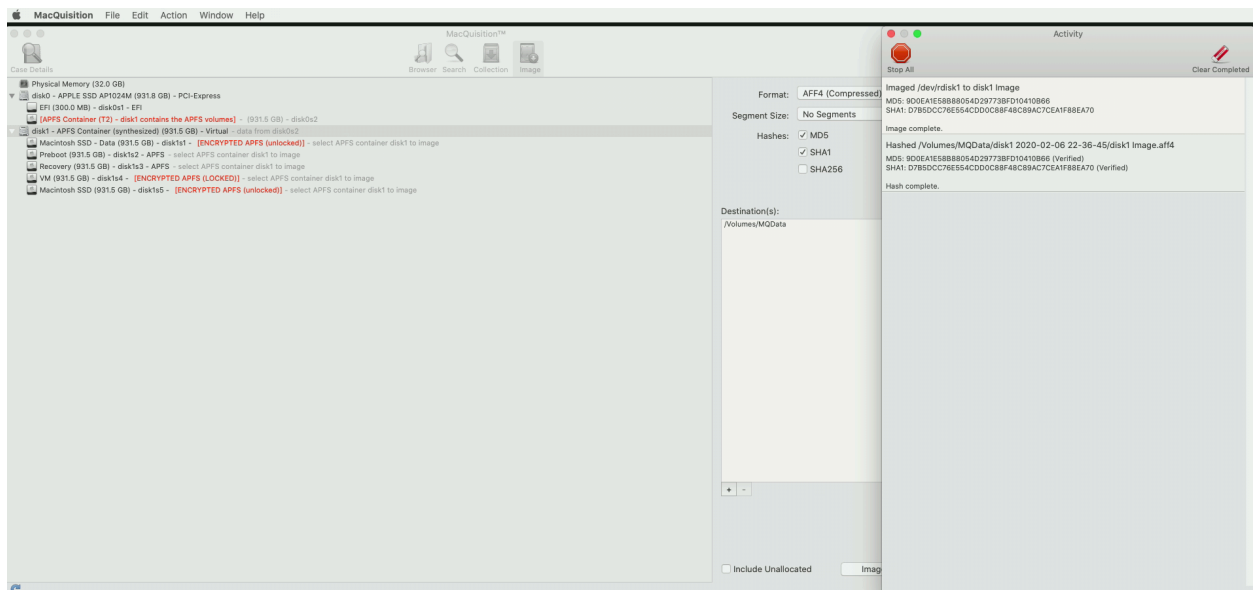 MacQuisition File Edit Action Window Help
MacQuisition™
Case Details
Browser Search Collection Image
Physical Memory (32.0 GB)
disk0 - APPLE SSD AP1024M (931.8 GB) - PCI-Express
EFI (300.0 MB) - disk0s1 - EFI
[APFS Container (T2) - disk1 contains the APFS volumes] - (931.5 GB) - disk0s2
disk1 - APFS Container (synthesized) (931.5 GB) - Virtual - data from disk0s2
Macintosh SSD - Data (931.5 GB) - disk1s1 - [ENCRYPTED APFS (unlocked)] - select APFS container disk1 to image
Preboot (931.5 GB) - disk1s2 - APFS - select APFS container disk1 to image
Recovery (931.5 GB) - disk1s3 - APFS - select APFS container disk1 to image
VM (931.5 GB) - disk1s4 - [ENCRYPTED APFS (LOCKED)] - select APFS container disk1 to image
Macintosh SSD (931.5 GB) - disk1s5 - [ENCRYPTED APFS (unlocked)] - select APFS container disk1 to image
Format: AFF4 (Compressed)
Segment Size: No Segments
Hashes: MD5
SHA1
SHA256
Destination(s):
/Volumes/MQData
+ -
Include Unallocated Imag
Activity
Stop All Clear Completed
Imaged /dev/rdisk1 to disk1 Image
MD5: 9D0EA1E58B88054D29773BFD10410B66
SHA1: D7B5DCC76E554CDD0C88F48C89AC7CEA1F88EA70
Image complete.
Hashed /Volumes/MQData/disk1 2020-02-06 22-36-45/disk1 Image.aff4
MD5: 9D0EA1E58B88054D29773BFD10410B66 (Verified)
SHA1: D7B5DCC76E554CDD0C88F48C89AC7CEA1F88EA70 (Verified)
Hash complete.